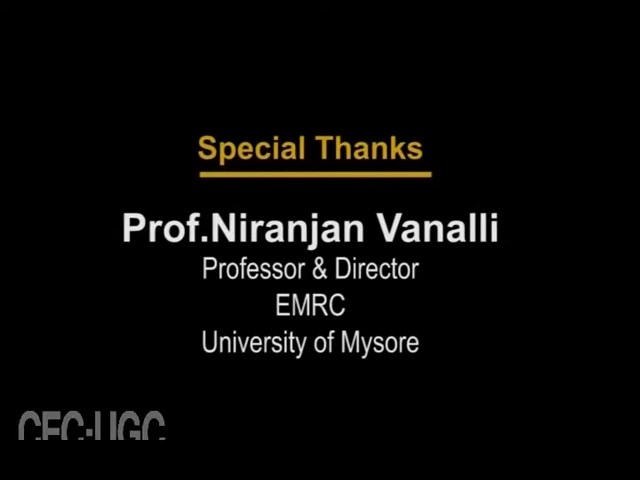 Special Thanks
Prof.Niranjan Vanalli
Professor & Director
EMRC
University of Mysore
CEC-UGC